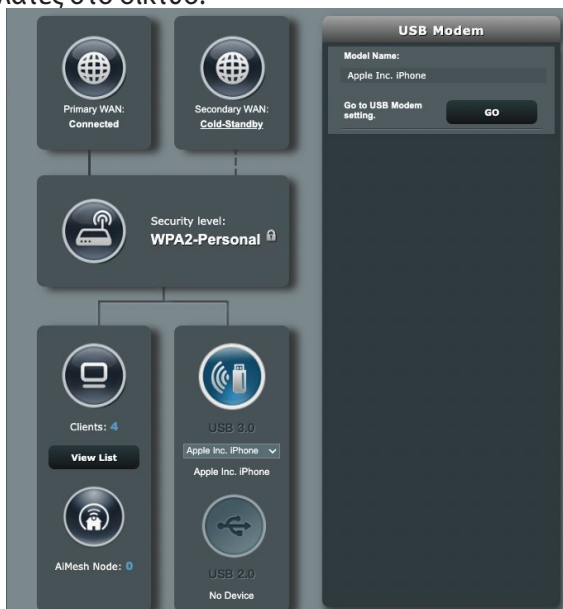 στο δίκτυο.
Primary WAN:
Connected
Secondary WAN:
Cold-Standby
Security level:
WPA2-Personal
Clients: 4
View List
AiMesh Node: 0
USB 3.0
Apple Inc. iPhone
Apple Inc. iPhone
USB 2.0
No Device
USB Modem
Model Name:
Apple Inc. iPhone
Go to USB Modem
setting.
GO